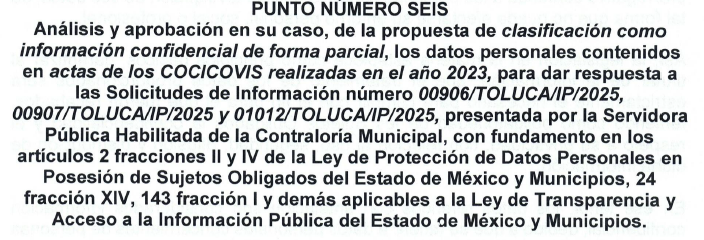 PUNTO NÚMERO SEIS
Análisis y aprobación en su caso, de la propuesta de clasificación como
información confidencial de forma parcial, los datos personales contenidos
en actas de los COCICOVIS realizadas en el año 2023, para dar respuesta a
las Solicitudes de Información número 00906/TOLUCA/IP/2025,
00907/TOLUCA/IP/2025 y 01012/TOLUCA/IP/2025, presentada por la Servidora
Pública Habilitada de la Contraloría Municipal, con fundamento en los
artículos 2 fracciones II y IV de la Ley de Protección de Datos Personales en
Posesión de Sujetos Obligados del Estado de México y Municipios, 24
fracción XIV, 143 fracción I y demás aplicables a la Ley de Transparencia y
Acceso a la Información Pública del Estado de México y Municipios.